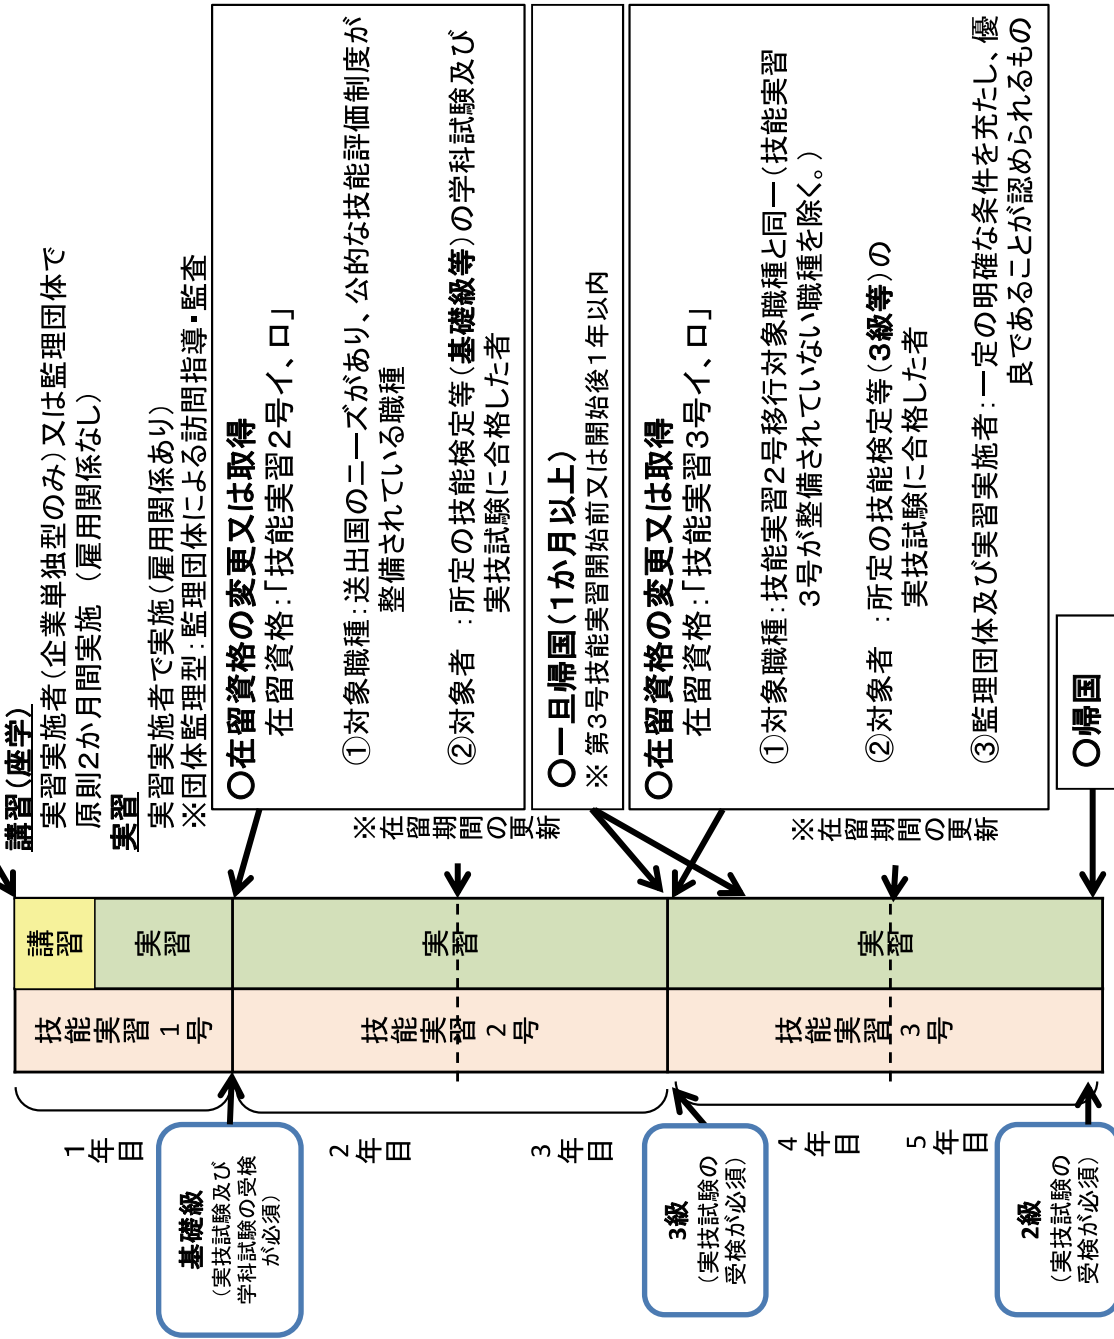 講習(座学)
実習実施者(企業単独型のみ)又は監理団体で
原則2か月間実施 (雇用関係なし)
実習
実習実施者で実施(雇用関係あり)
※団体監理型:監理団体による訪問指導・監査
○在留資格の変更又は取得
在留資格:「技能実習2号イ、ロ」
①対象職種:送出国のニーズがあり、公的な技能評価制度が
整備されている職種
②対象者 :所定の技能検定等(基礎級等)の学科試験及び
実技試験に合格した者
○一旦帰国(1か月以上)
※ 第3号技能実習開始前又は開始後1年以内
○在留資格の変更又は取得
在留資格:「技能実習3号イ、ロ」
①対象職種:技能実習2号移行対象職種と同一(技能実習
3号が整備されていない職種を除く。)
②対象者 :所定の技能検定等(3級等)の
実技試験に合格した者
③監理団体及び実習実施者:一定の明確な条件を充たし、優
良であることが認められるもの
○帰国
※在留期間の更新
※在留期間の更新
講習
実習
実習
実習
技能実習1号
技能実習2号
技能実習3号
1年目
2年目
3年目
4年目
5年目
基礎級
(実技試験及び
学科試験の受検
が必須)
3級
(実技試験の
受検が必須)
2級
(実技試験の
受検が必須)